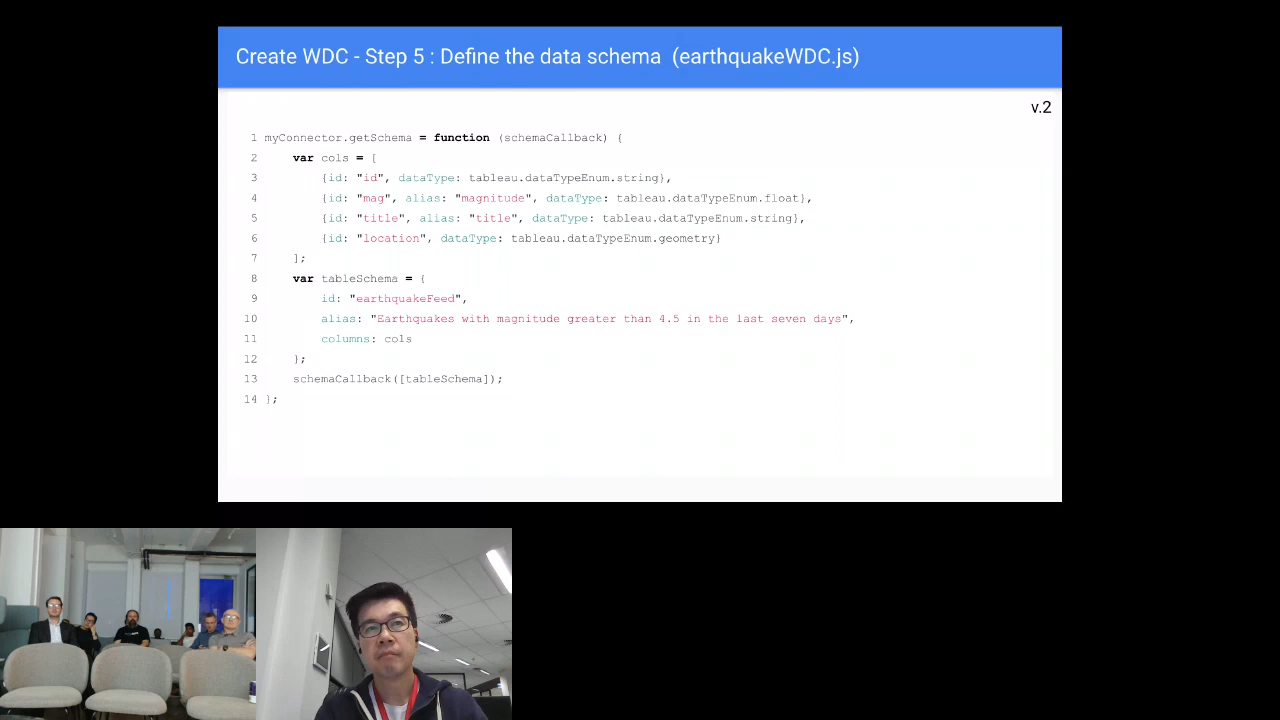 Create WDC - Step 5 : Define the data schema (earthquakeWDC.js)
v.2
1 myConnector.getSchema = function (schemaCallback) {
2 var cols = [
3 {id: "id", dataType: tableau.dataTypeEnum.string},
4 {id: "mag", alias: "magnitude", dataType: tableau.dataTypeEnum.float},
5 {id: "title", alias: "title", dataType: tableau.dataTypeEnum.string},
6 {id: "location", dataType: tableau.dataTypeEnum.geometry}
7 ];
8 var tableSchema = {
9 id: "earthquakeFeed",
10 alias: "Earthquakes with magnitude greater than 4.5 in the last seven days",
11 columns: cols
12 };
13 schemaCallback([tableSchema]);
14 };